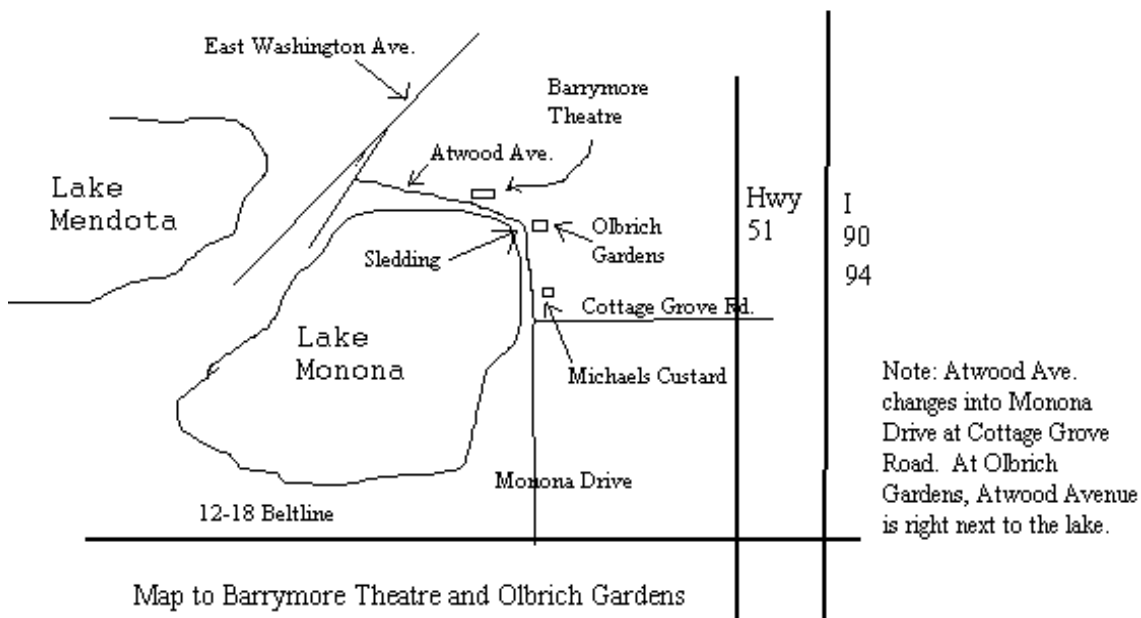 East Washington Ave.
Barrymore
Theatre
Atwood Ave.
Lake
Mendota
Hwy
51
I
90
94
Olbrich
Gardens
Sledding
Cottage Grove Rd.
Lake
Monona
Michaels Custard
Note: Atwood Ave.
changes into Monona
Drive at Cottage Grove
Road. At Olbrich
Gardens, Atwood Avenue
is right next to the lake.
Monona Drive
12-18 Beltline
Map to Barrymore Theatre and Olbrich Gardens